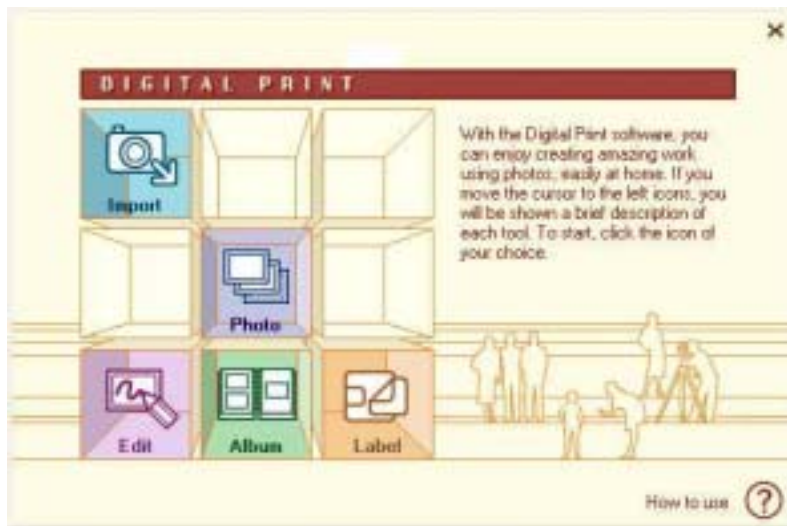 DIGITAL PRINT
Import
With the Digital Print software, you
can enjoy creating amazing work
using photos, easily at home. If you
move the cursor to the left icons, you
will be shown a brief description of
each tool. To start, click the icon of
your choice.
Photo
Edit
Album
Label
How to use
?